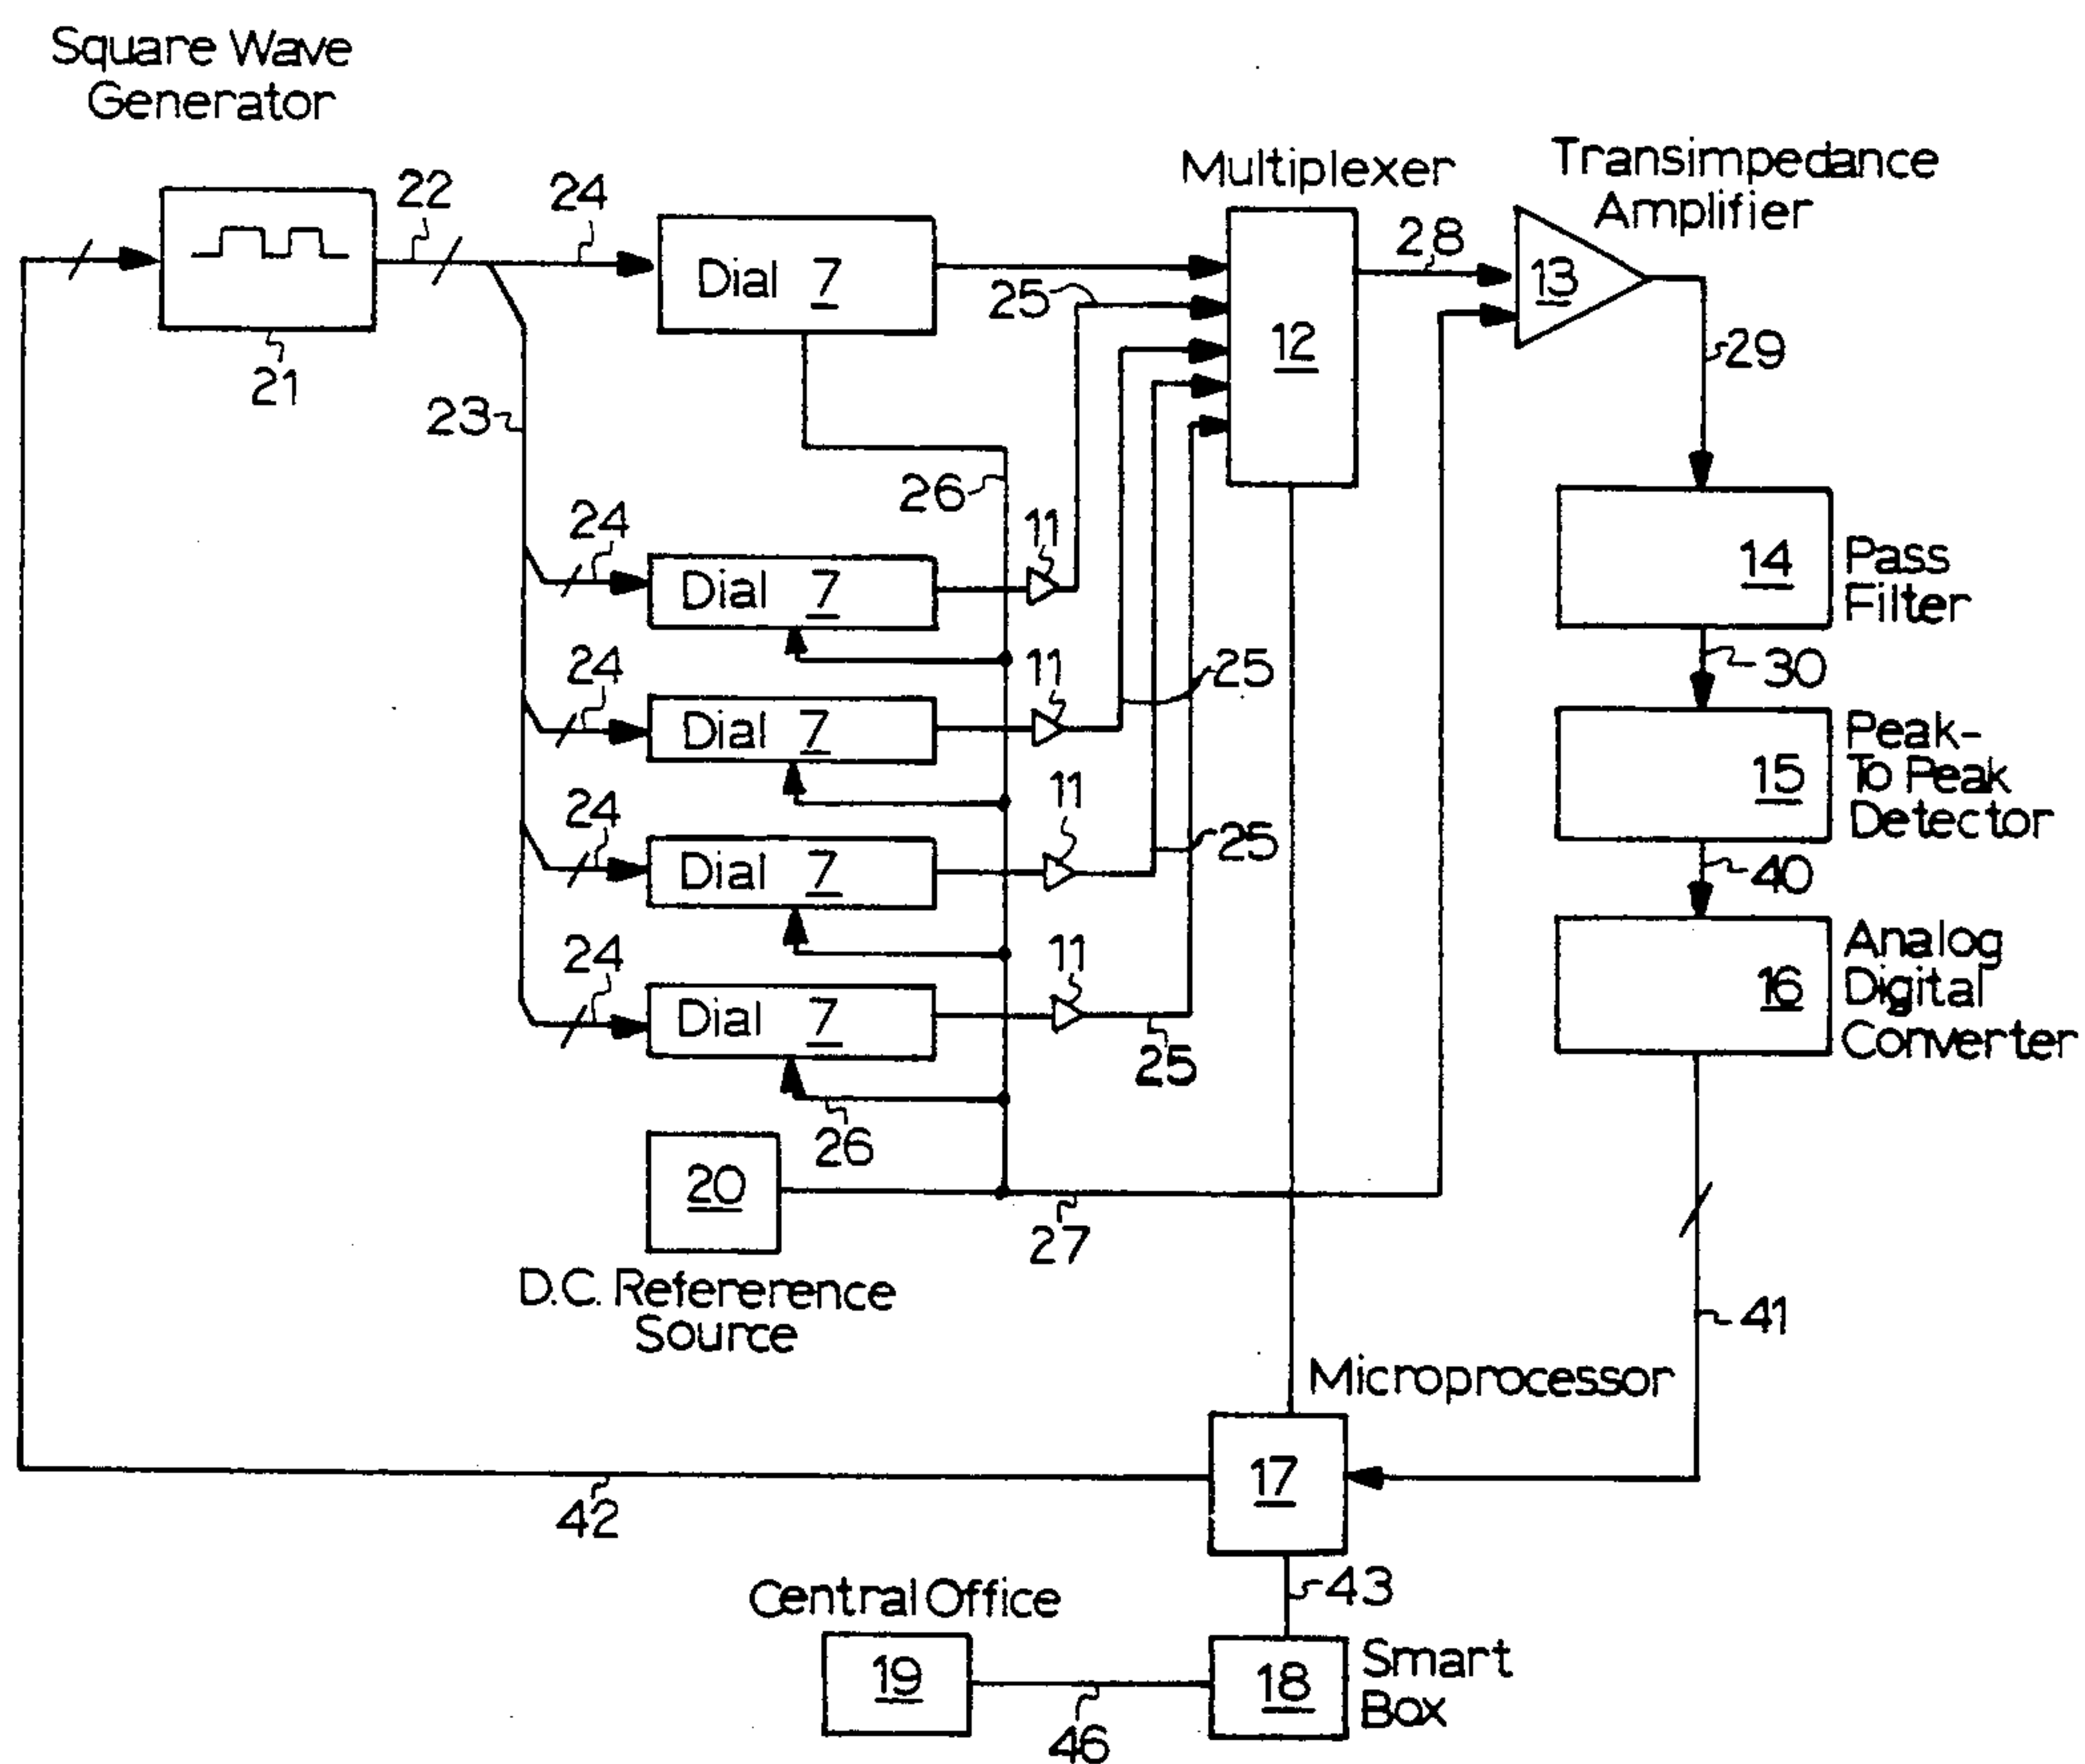 Square Wave
Generator
22
24
Multiplexer
Transimpedance
Amplifier
28
Dial 7
25
13
12
29
21
23
26
24
11
Dial 7
14
Pass
Filter
24
11
25
30
Dial 7
Peak-
To Peak
Detector
15
24
11
25
40
Dial 7
24
11
Analog
Digital
Converter
16
Dial 7
25
26
20
27
D.C. Refererence
Source
41
Microprocessor
17
42
43
Central Office
19
18
Smart
Box
46